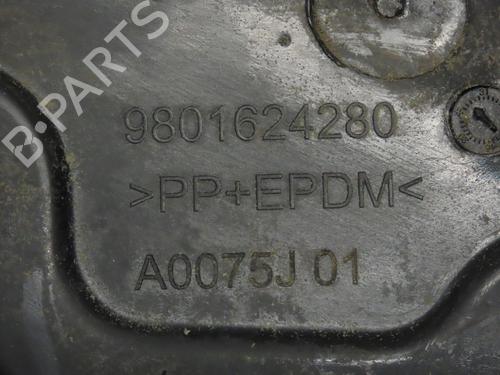 B-PARTS
9801624280
>PP+EPDM<
A0075J 01